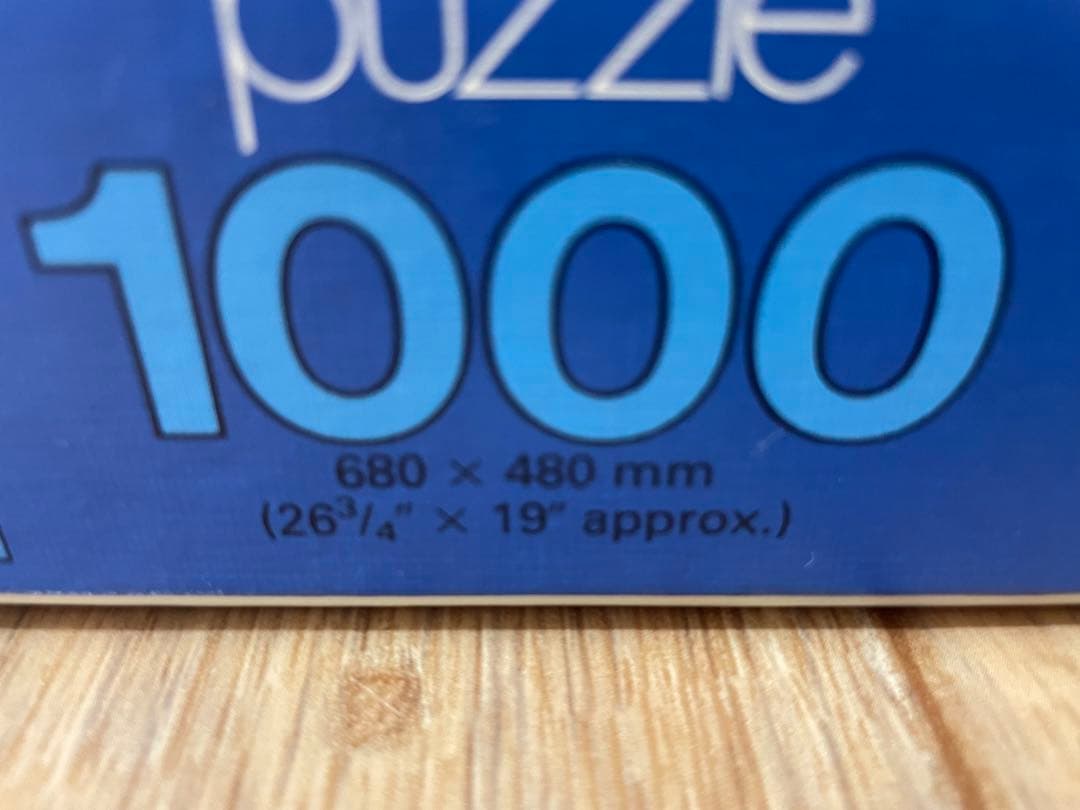 puzzle
1000
680 × 480 mm
(26³/₄" × 19" approx.)